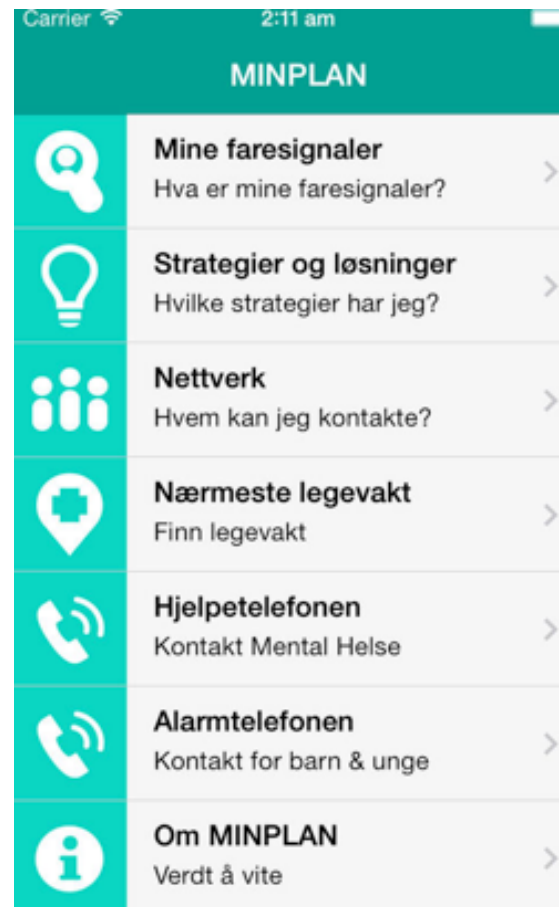 Carrier
2:11 am
MINPLAN
Mine faresignaler
Hva er mine faresignaler?
Strategier og løsninger
Hvilke strategier har jeg?
Nettverk
Hvem kan jeg kontakte?
Nærmeste legevakt
Finn legevakt
Hjelpetelefonen
Kontakt Mental Helse
Alarmtelefonen
Kontakt for barn & unge
Om MINPLAN
Verdt å vite